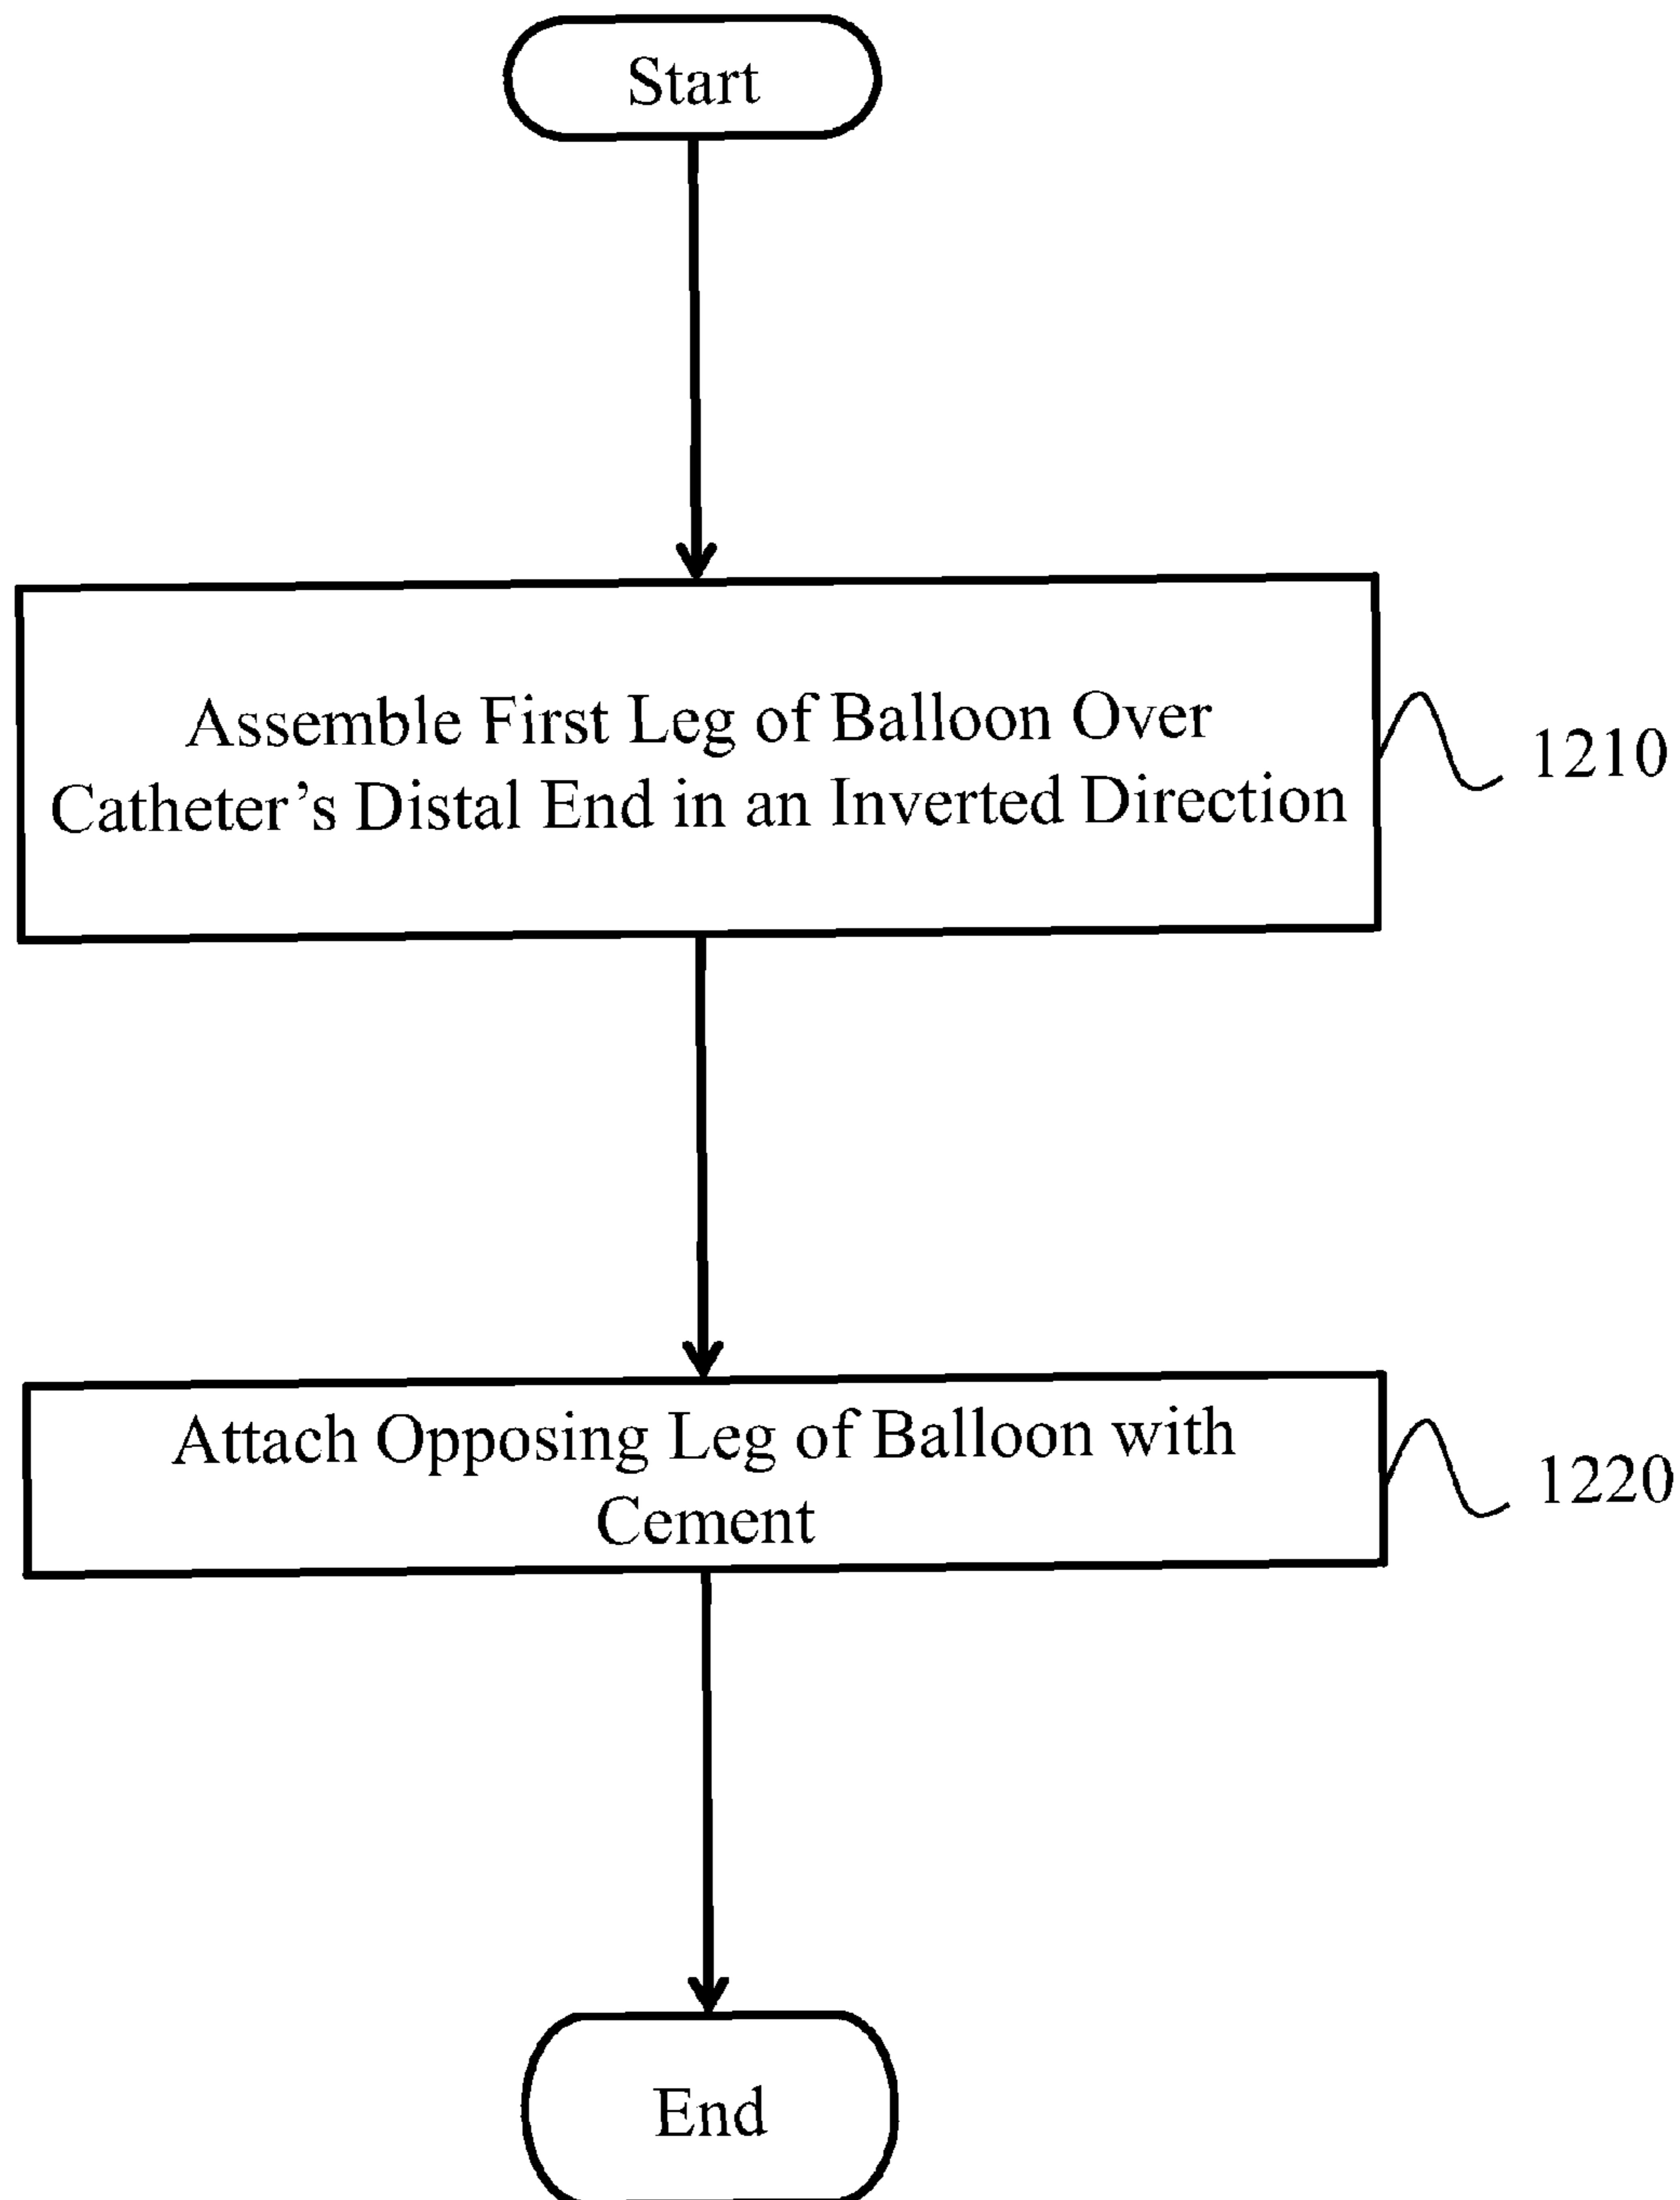 Start
Assemble First Leg of Balloon Over
Catheter’s Distal End in an Inverted Direction
1210
Attach Opposing Leg of Balloon with
Cement
1220
End